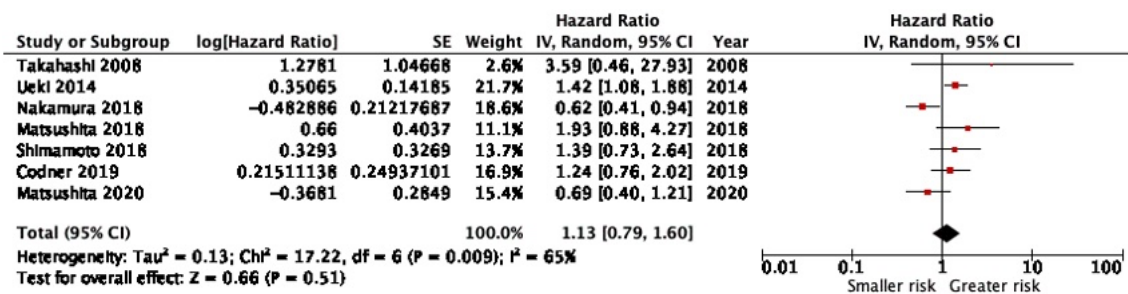 Hazard Ratio Hazard Ratio
Study or Subgroup log[Hazard Ratio] SE Weight IV, Random, 95% CI Year IV, Random, 95% CI
Takahashi 2008 1.2781 1.04668 2.6% 3.59 [0.46, 27.93] 2008
Ueki 2014 0.35065 0.14185 21.7% 1.42 [1.08, 1.88] 2014
Nakamura 2018 −0.482886 0.21217687 18.6% 0.62 [0.41, 0.94] 2018
Matsushita 2018 0.66 0.4037 11.1% 1.93 [0.88, 4.27] 2018
Shimamoto 2018 0.3293 0.3269 13.7% 1.39 [0.73, 2.64] 2018
Codner 2019 0.21511138 0.24937101 16.9% 1.24 [0.76, 2.02] 2019
Matsushita 2020 −0.3681 0.2849 15.4% 0.69 [0.40, 1.21] 2020
Total (95% CI) 100.0% 1.13 [0.79, 1.60]
Heterogeneity: Tau² = 0.13; Chi² = 17.22, df = 6 (P = 0.009); I² = 65%
Test for overall effect: Z = 0.66 (P = 0.51)
0.01 0.1 1 10 100
Smaller risk Greater risk